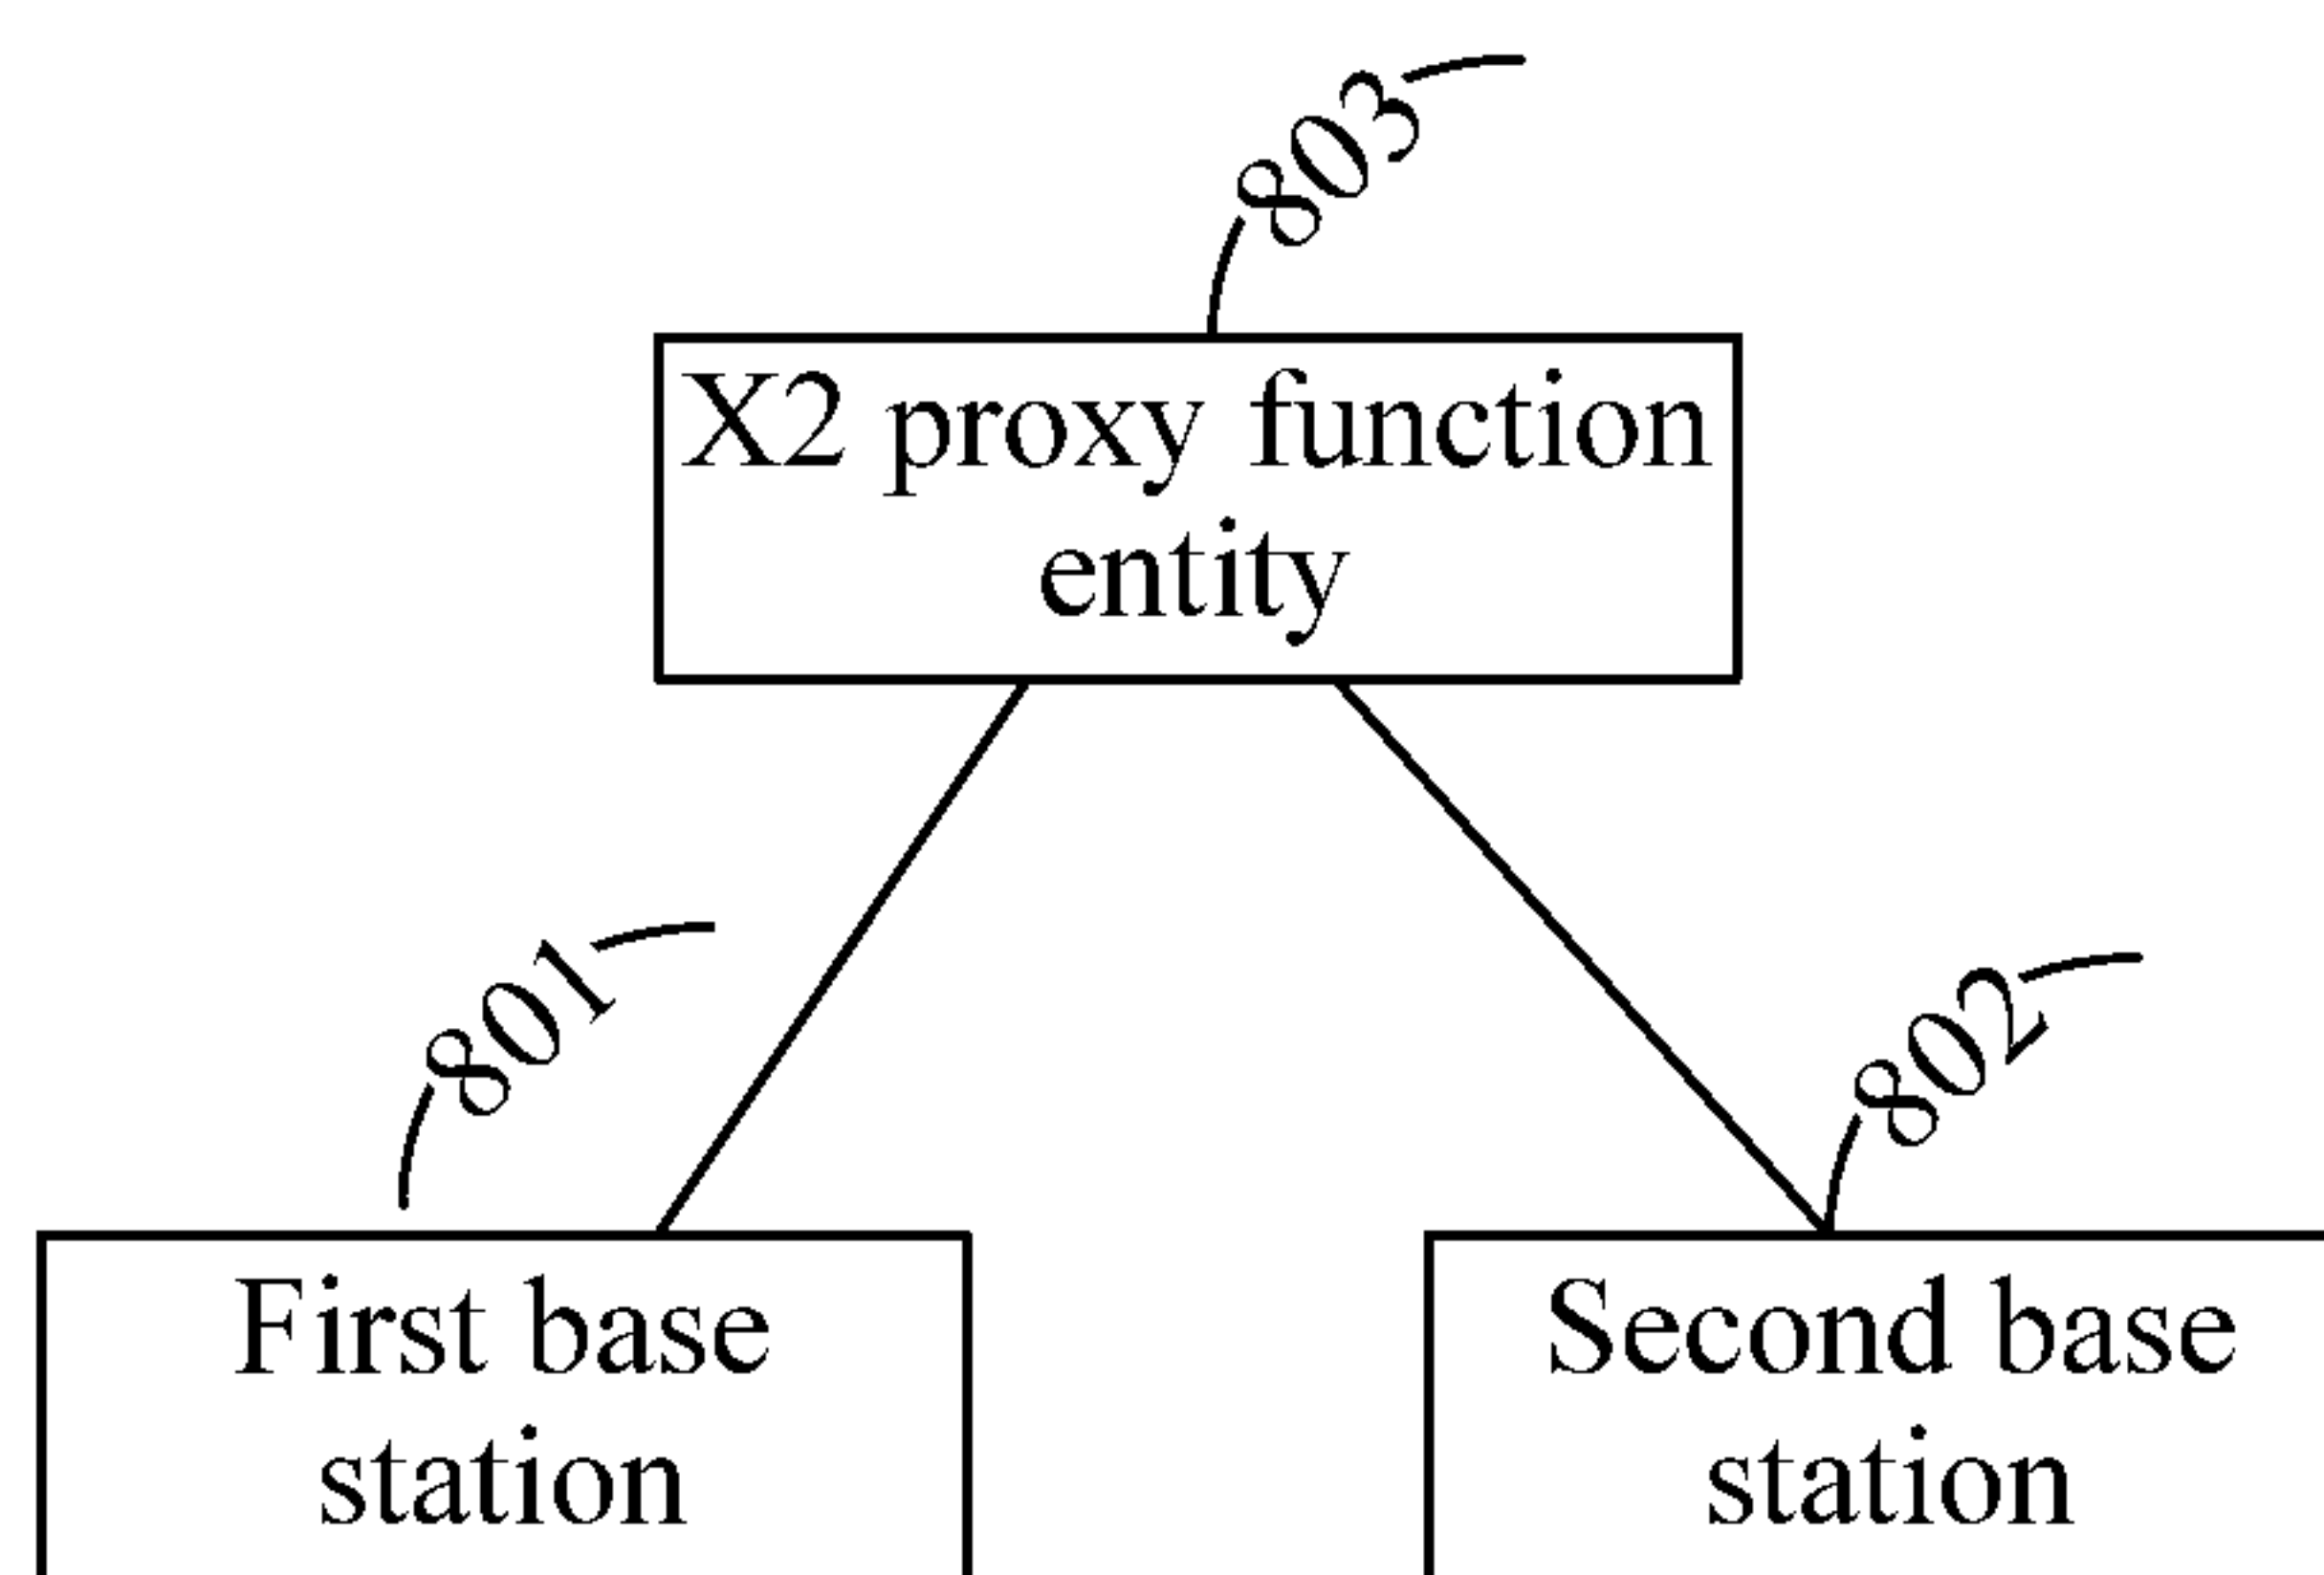 803
X2 proxy function
entity
801
802
First base
station
Second base
station